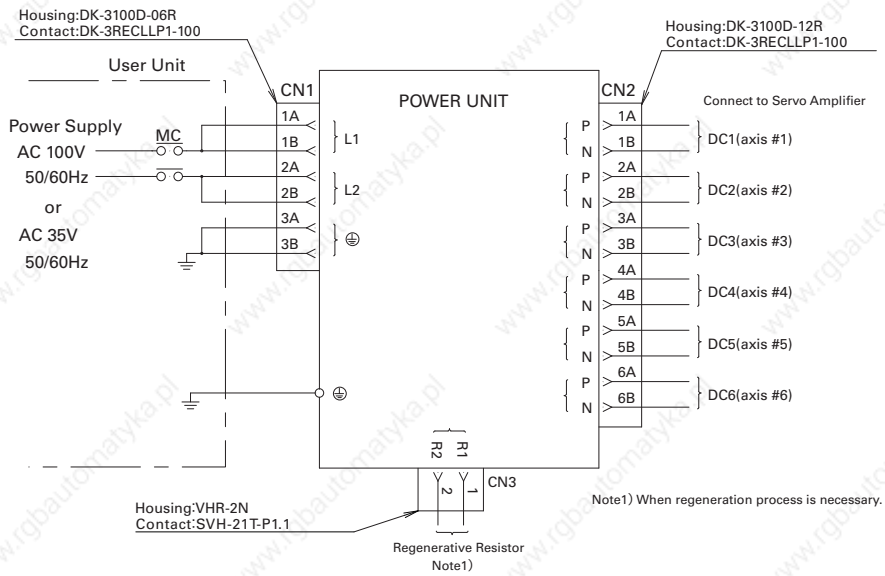 Housing:DK-3100D-06R
Contact:DK-3RECLLP1-100
Housing:DK-3100D-12R
Contact:DK-3RECLLP1-100
User Unit
CN1
POWER UNIT
CN2
Connect to Servo Amplifier
Power Supply
AC 100V
50/60Hz
or
AC 35V
50/60Hz
MC
1A
1B
L1
2A
2B
L2
3A
3B
P
1A
N
1B
DC1(axis #1)
P
2A
N
2B
DC2(axis #2)
P
3A
N
3B
DC3(axis #3)
P
4A
N
4B
DC4(axis #4)
P
5A
N
5B
DC5(axis #5)
P
6A
N
6B
DC6(axis #6)
R2
R1
2
1
CN3
Housing:VHR-2N
Contact:SVH-21T-P1.1
Regenerative Resistor
Note1)
Note1) When regeneration process is necessary.
www.rgbautomatyka.pl